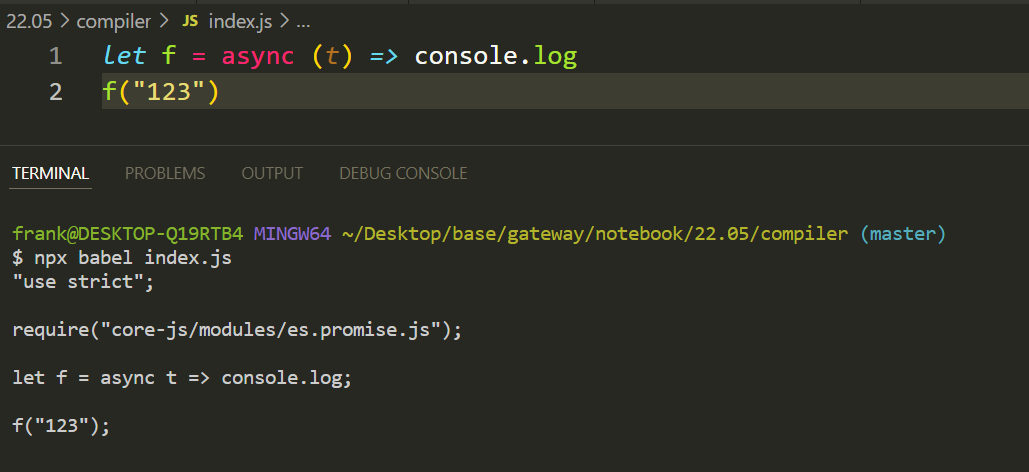 22.05 > compiler > JS index.js > ...
1 let f = async (t) => console.log
2 f("123")
TERMINAL PROBLEMS OUTPUT DEBUG CONSOLE
frank@DESKTOP-Q19RTB4 MINGW64 ~/Desktop/base/gateway/notebook/22.05/compiler (master)
$ npx babel index.js
"use strict";
require("core-js/modules/es.promise.js");
let f = async t => console.log;
f("123");